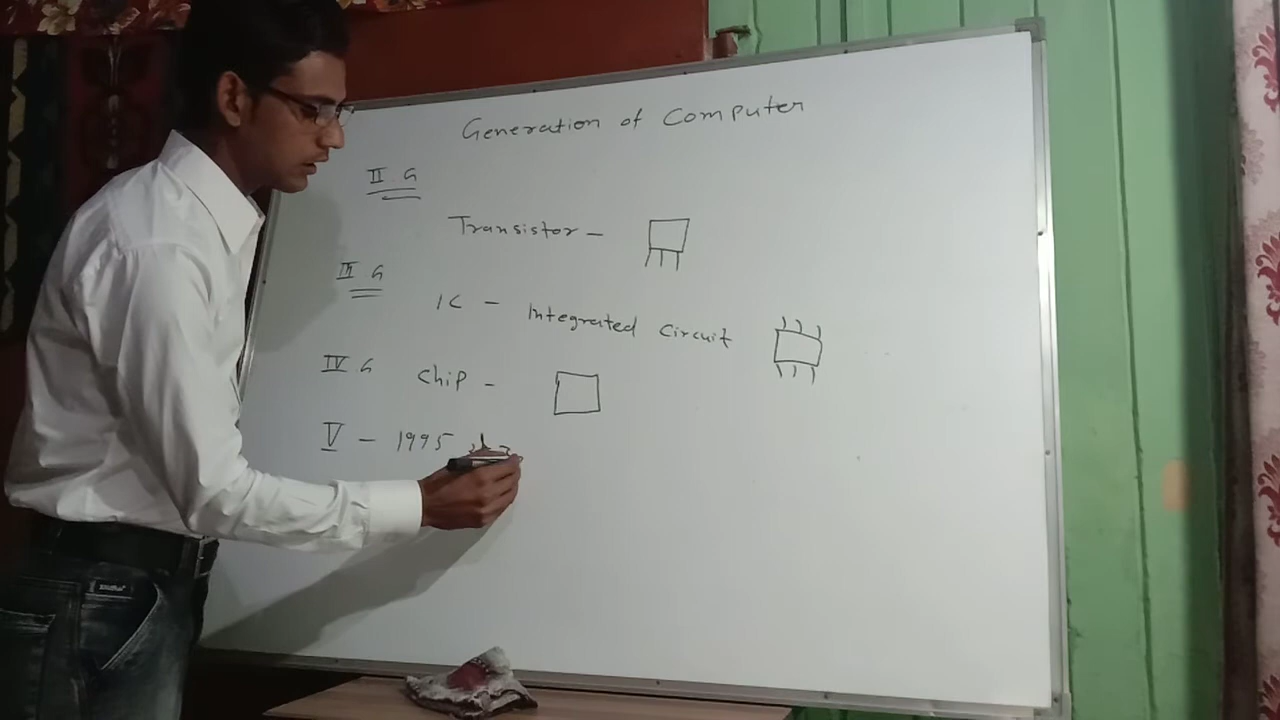 Generation of Computer
II G
Transistor -
III G
IC - Integrated Circuit
IV G Chip -
V - 1995